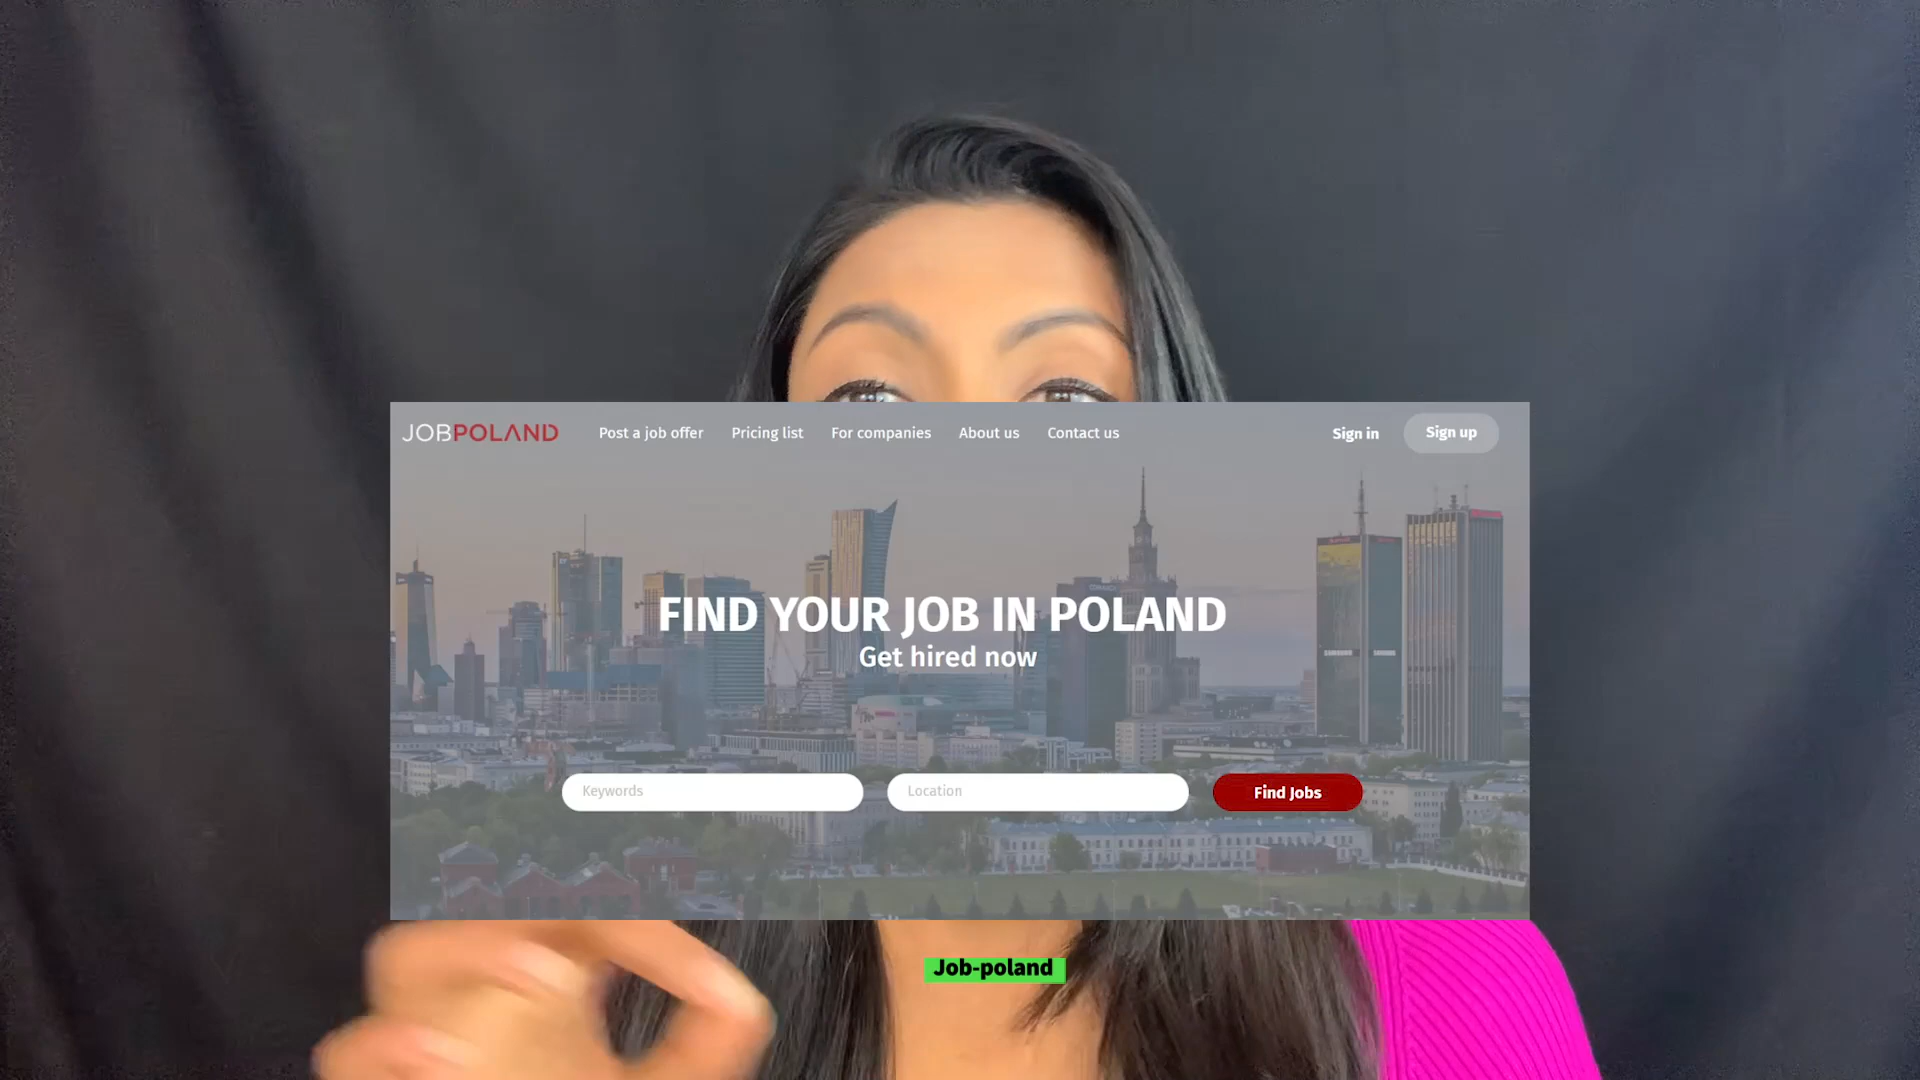 JOBPOLAND
Post a job offer
Pricing list
For companies
About us
Contact us
Sign in
Sign up
FIND YOUR JOB IN POLAND
Get hired now
Keywords
Location
Find Jobs
Job-poland